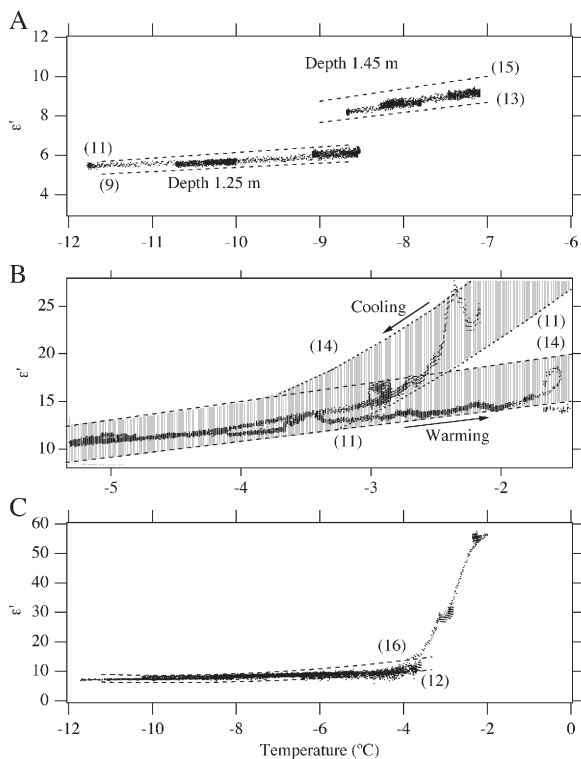 A
12
10
8
6
4
ε'
Depth 1.45 m
(15)
(13)
(11)
(9)
Depth 1.25 m
-12 -11 -10 -9 -8 -7 -6
B
25
20
15
10
ε'
Cooling
(14)
(11)
(14)
(11)
Warming
-5 -4 -3 -2
C
60
50
40
30
20
10
0
ε'
(16)
(12)
-12 -10 -8 -6 -4 -2 0
Temperature (ºC)